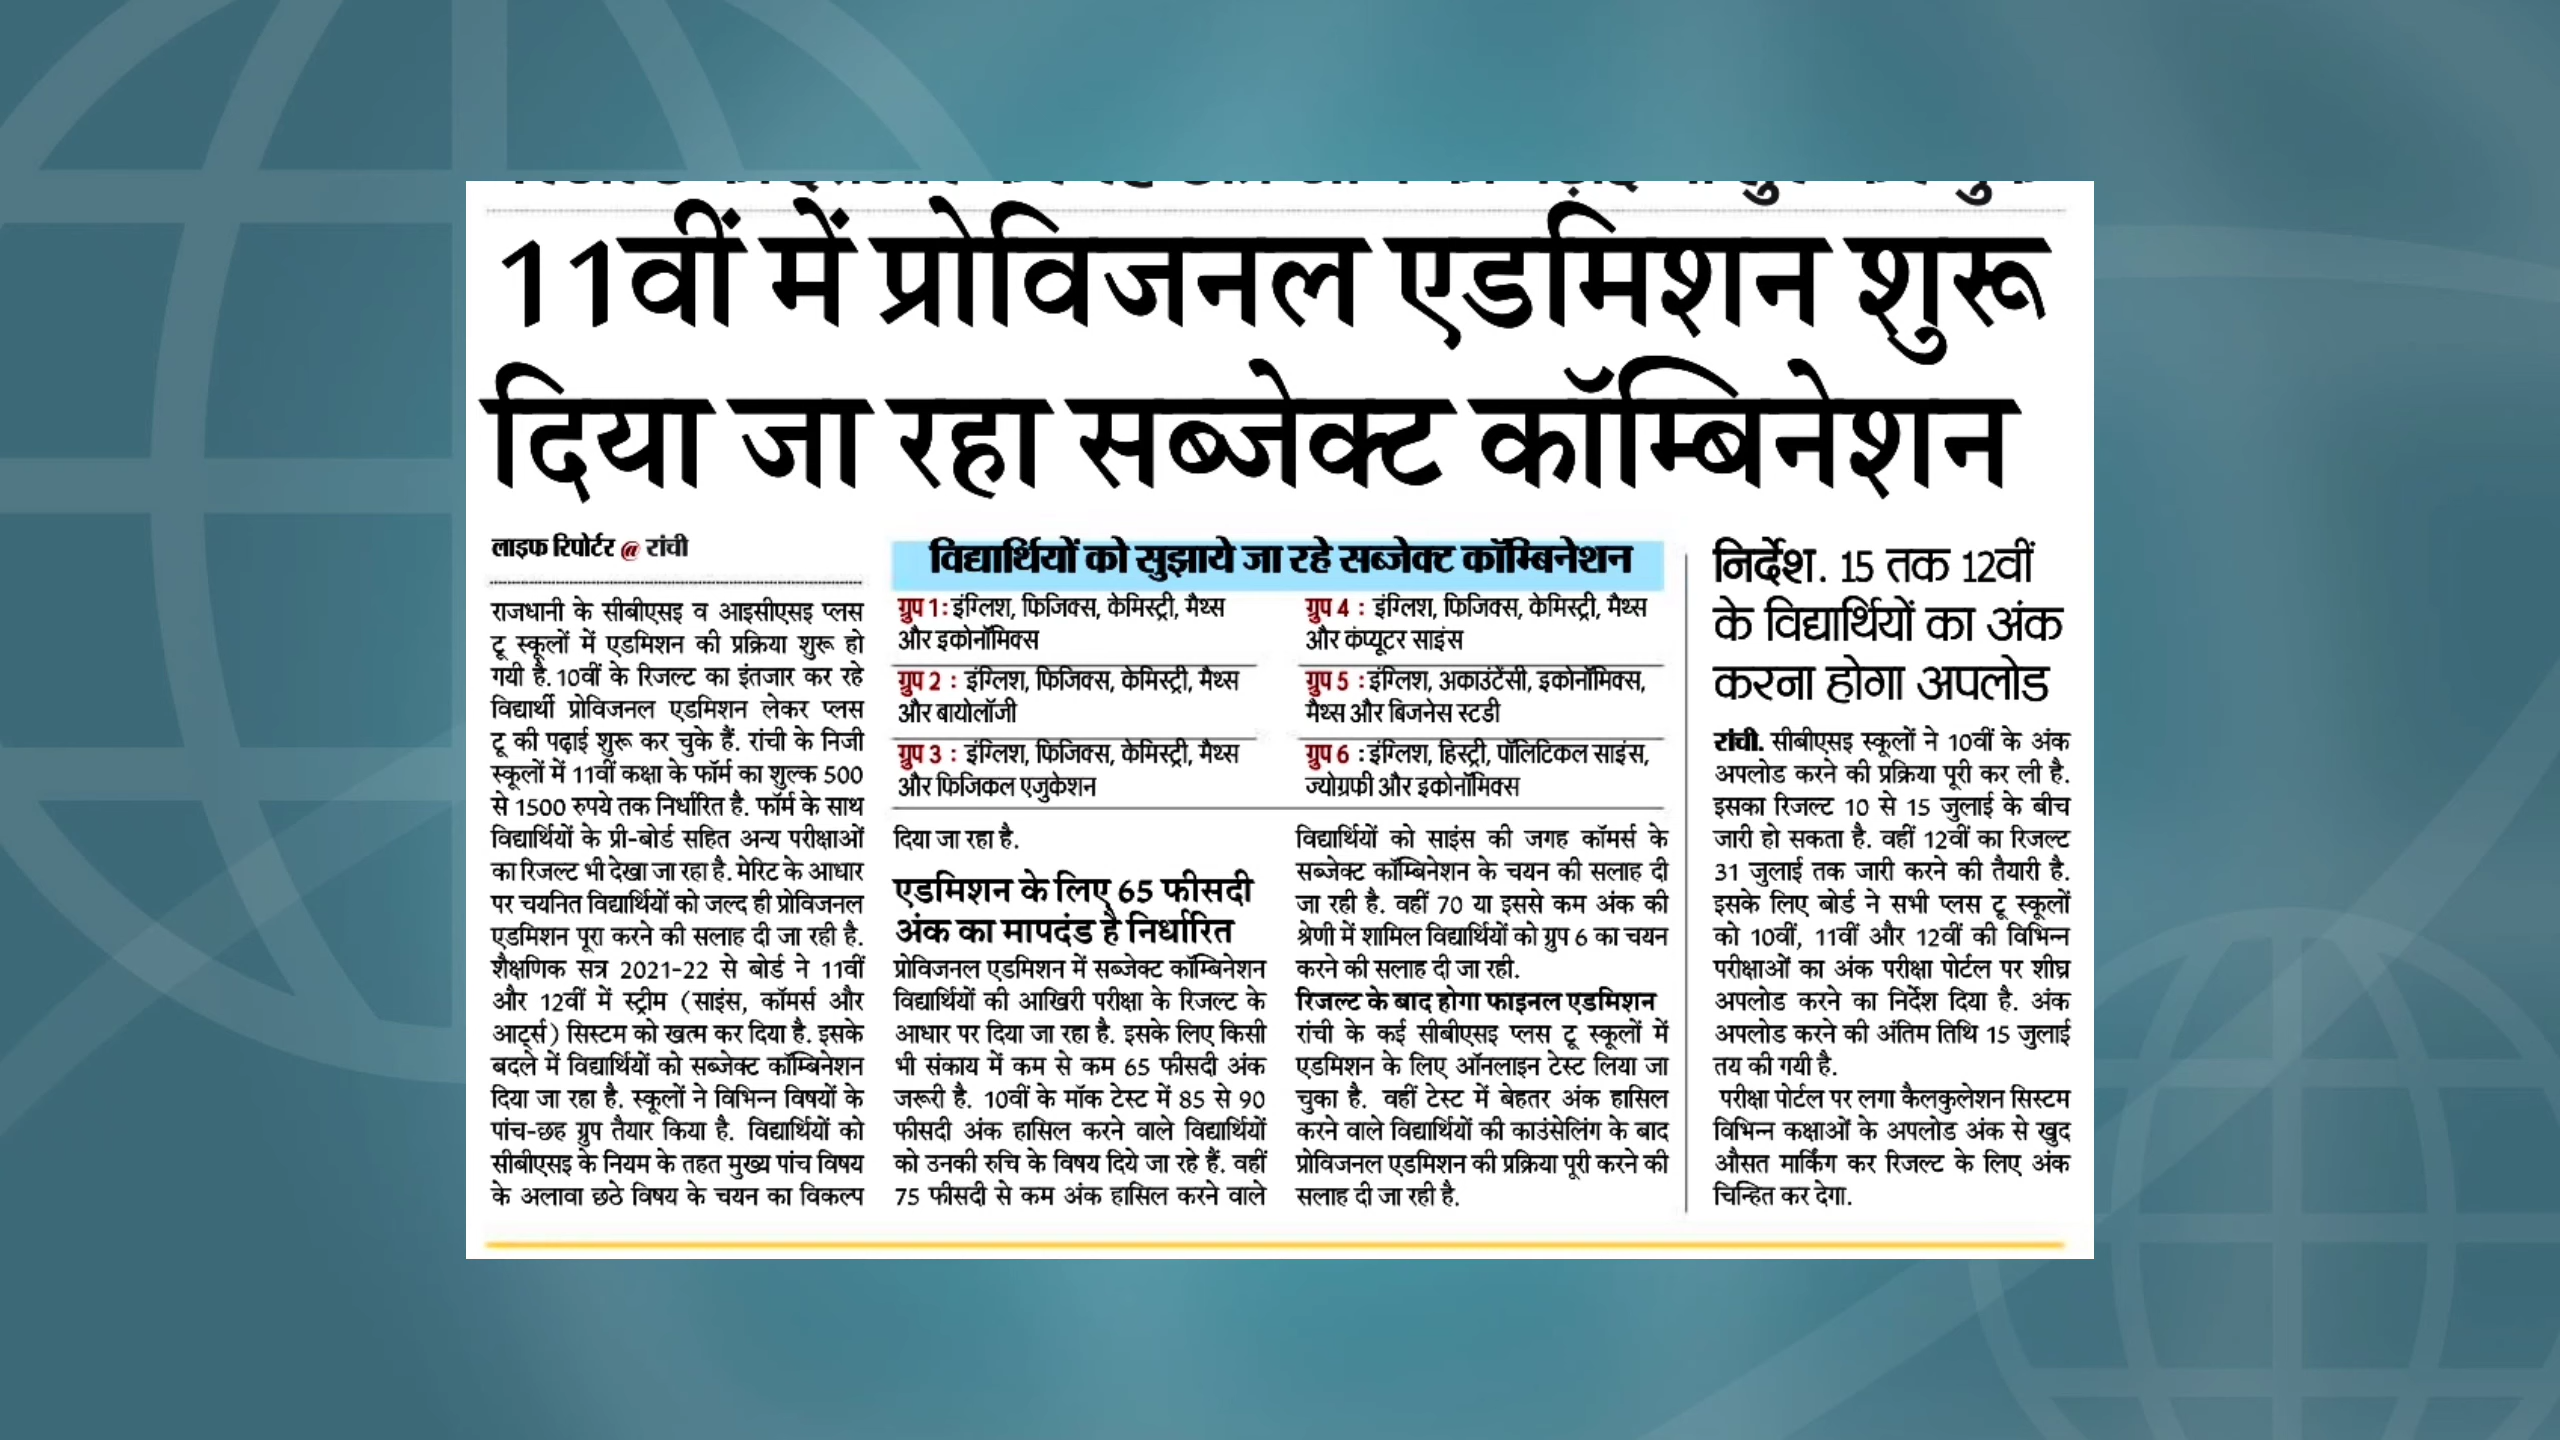 11वीं में प्रोविजनल एडमिशन शुरू
दिया जा रहा सब्जेक्ट कॉम्बिनेशन
लाइफ रिपोर्टर @ रांची
राजधानी के सीबीएसइ व आइसीएसइ प्लस
टू स्कूलों में एडमिशन की प्रक्रिया शुरू हो
गयी है. 10वीं के रिजल्ट का इंतजार कर रहे
विद्यार्थी प्रोविजनल एडमिशन लेकर प्लस
टू की पढ़ाई शुरू कर चुके हैं. रांची के निजी
स्कूलों में 11वीं कक्षा के फॉर्म का शुल्क 500
से 1500 रुपये तक निर्धारित है. फॉर्म के साथ
विद्यार्थियों के प्री-बोर्ड सहित अन्य परीक्षाओं
का रिजल्ट भी देखा जा रहा है. मेरिट के आधार
पर चयनित विद्यार्थियों को जल्द ही प्रोविजनल
एडमिशन पूरा करने की सलाह दी जा रही है.
शैक्षणिक सत्र 2021-22 से बोर्ड ने 11वीं
और 12वीं में स्ट्रीम (साइंस, कॉमर्स और
आर्ट्स) सिस्टम को खत्म कर दिया है. इसके
बदले में विद्यार्थियों को सब्जेक्ट कॉम्बिनेशन
दिया जा रहा है. स्कूलों ने विभिन्न विषयों के
पांच-छह ग्रुप तैयार किया है. विद्यार्थियों को
सीबीएसइ के नियम के तहत मुख्य पांच विषय
के अलावा छठे विषय के चयन का विकल्प
विद्यार्थियों को सुझाये जा रहे सब्जेक्ट कॉम्बिनेशन
ग्रुप 1: इंग्लिश, फिजिक्स, केमिस्ट्री, मैथ्स
और इकोनॉमिक्स
ग्रुप 2 : इंग्लिश, फिजिक्स, केमिस्ट्री, मैथ्स
और बायोलॉजी
ग्रुप 3 : इंग्लिश, फिजिक्स, केमिस्ट्री, मैथ्स
और फिजिकल एजुकेशन
ग्रुप 4 : इंग्लिश, फिजिक्स, केमिस्ट्री, मैथ्स
और कंप्यूटर साइंस
ग्रुप 5 : इंग्लिश, अकाउंटेंसी, इकोनॉमिक्स,
मैथ्स और बिजनेस स्टडी
ग्रुप 6 : इंग्लिश, हिस्ट्री, पॉलिटिकल साइंस,
ज्योग्रफी और इकोनॉमिक्स
दिया जा रहा है.
एडमिशन के लिए 65 फीसदी
अंक का मापदंड है निर्धारित
प्रोविजनल एडमिशन में सब्जेक्ट कॉम्बिनेशन
विद्यार्थियों की आखिरी परीक्षा के रिजल्ट के
आधार पर दिया जा रहा है. इसके लिए किसी
भी संकाय में कम से कम 65 फीसदी अंक
जरूरी है. 10वीं के मॉक टेस्ट में 85 से 90
फीसदी अंक हासिल करने वाले विद्यार्थियों
को उनकी रुचि के विषय दिये जा रहे हैं. वहीं
75 फीसदी से कम अंक हासिल करने वाले
विद्यार्थियों को साइंस की जगह कॉमर्स के
सब्जेक्ट कॉम्बिनेशन के चयन की सलाह दी
जा रही है. वहीं 70 या इससे कम अंक की
श्रेणी में शामिल विद्यार्थियों को ग्रुप 6 का चयन
करने की सलाह दी जा रही.
रिजल्ट के बाद होगा फाइनल एडमिशन
रांची के कई सीबीएसइ प्लस टू स्कूलों में
एडमिशन के लिए ऑनलाइन टेस्ट लिया जा
चुका है. वहीं टेस्ट में बेहतर अंक हासिल
करने वाले विद्यार्थियों की काउंसेलिंग के बाद
प्रोविजनल एडमिशन की प्रक्रिया पूरी करने की
सलाह दी जा रही है.
निर्देश. 15 तक 12वीं
के विद्यार्थियों का अंक
करना होगा अपलोड
रांची. सीबीएसइ स्कूलों ने 10वीं के अंक
अपलोड करने की प्रक्रिया पूरी कर ली है.
इसका रिजल्ट 10 से 15 जुलाई के बीच
जारी हो सकता है. वहीं 12वीं का रिजल्ट
31 जुलाई तक जारी करने की तैयारी है.
इसके लिए बोर्ड ने सभी प्लस टू स्कूलों
को 10वीं, 11वीं और 12वीं की विभिन्न
परीक्षाओं का अंक परीक्षा पोर्टल पर शीघ्र
अपलोड करने का निर्देश दिया है. अंक
अपलोड करने की अंतिम तिथि 15 जुलाई
तय की गयी है.
परीक्षा पोर्टल पर लगा कैलकुलेशन सिस्टम
विभिन्न कक्षाओं के अपलोड अंक से खुद
औसत मार्किंग कर रिजल्ट के लिए अंक
चिन्हित कर देगा.